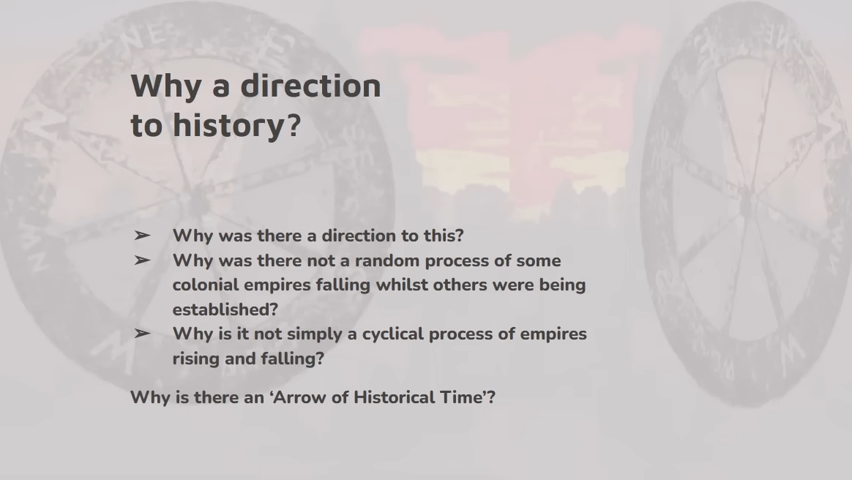 Why a direction
to history?
➢ Why was there a direction to this?
➢ Why was there not a random process of some
colonial empires falling whilst others were being
established?
➢ Why is it not simply a cyclical process of empires
rising and falling?
Why is there an ‘Arrow of Historical Time’?